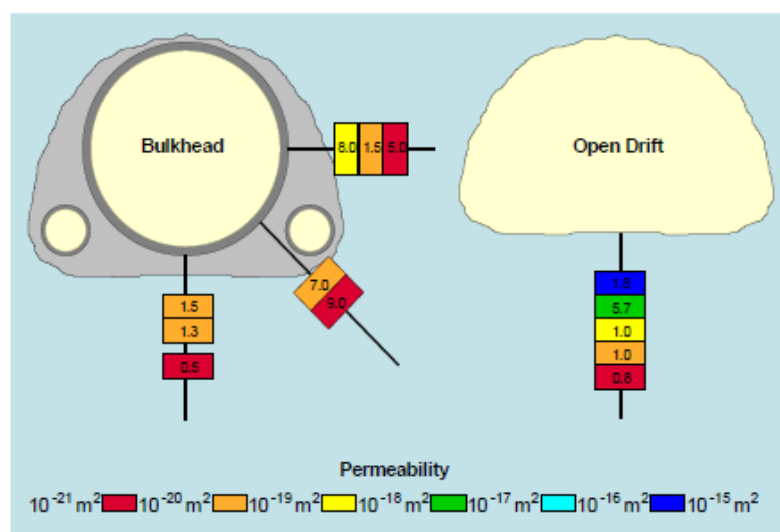 Bulkhead
8.0 1.5 5.0
Open Drift
7.0
9.0
1.5
1.3
0.5
1.8
5.7
1.0
1.0
0.8
Permeability
10⁻²¹ m² 10⁻²⁰ m² 10⁻¹⁹ m² 10⁻¹⁸ m² 10⁻¹⁷ m² 10⁻¹⁶ m² 10⁻¹⁵ m²